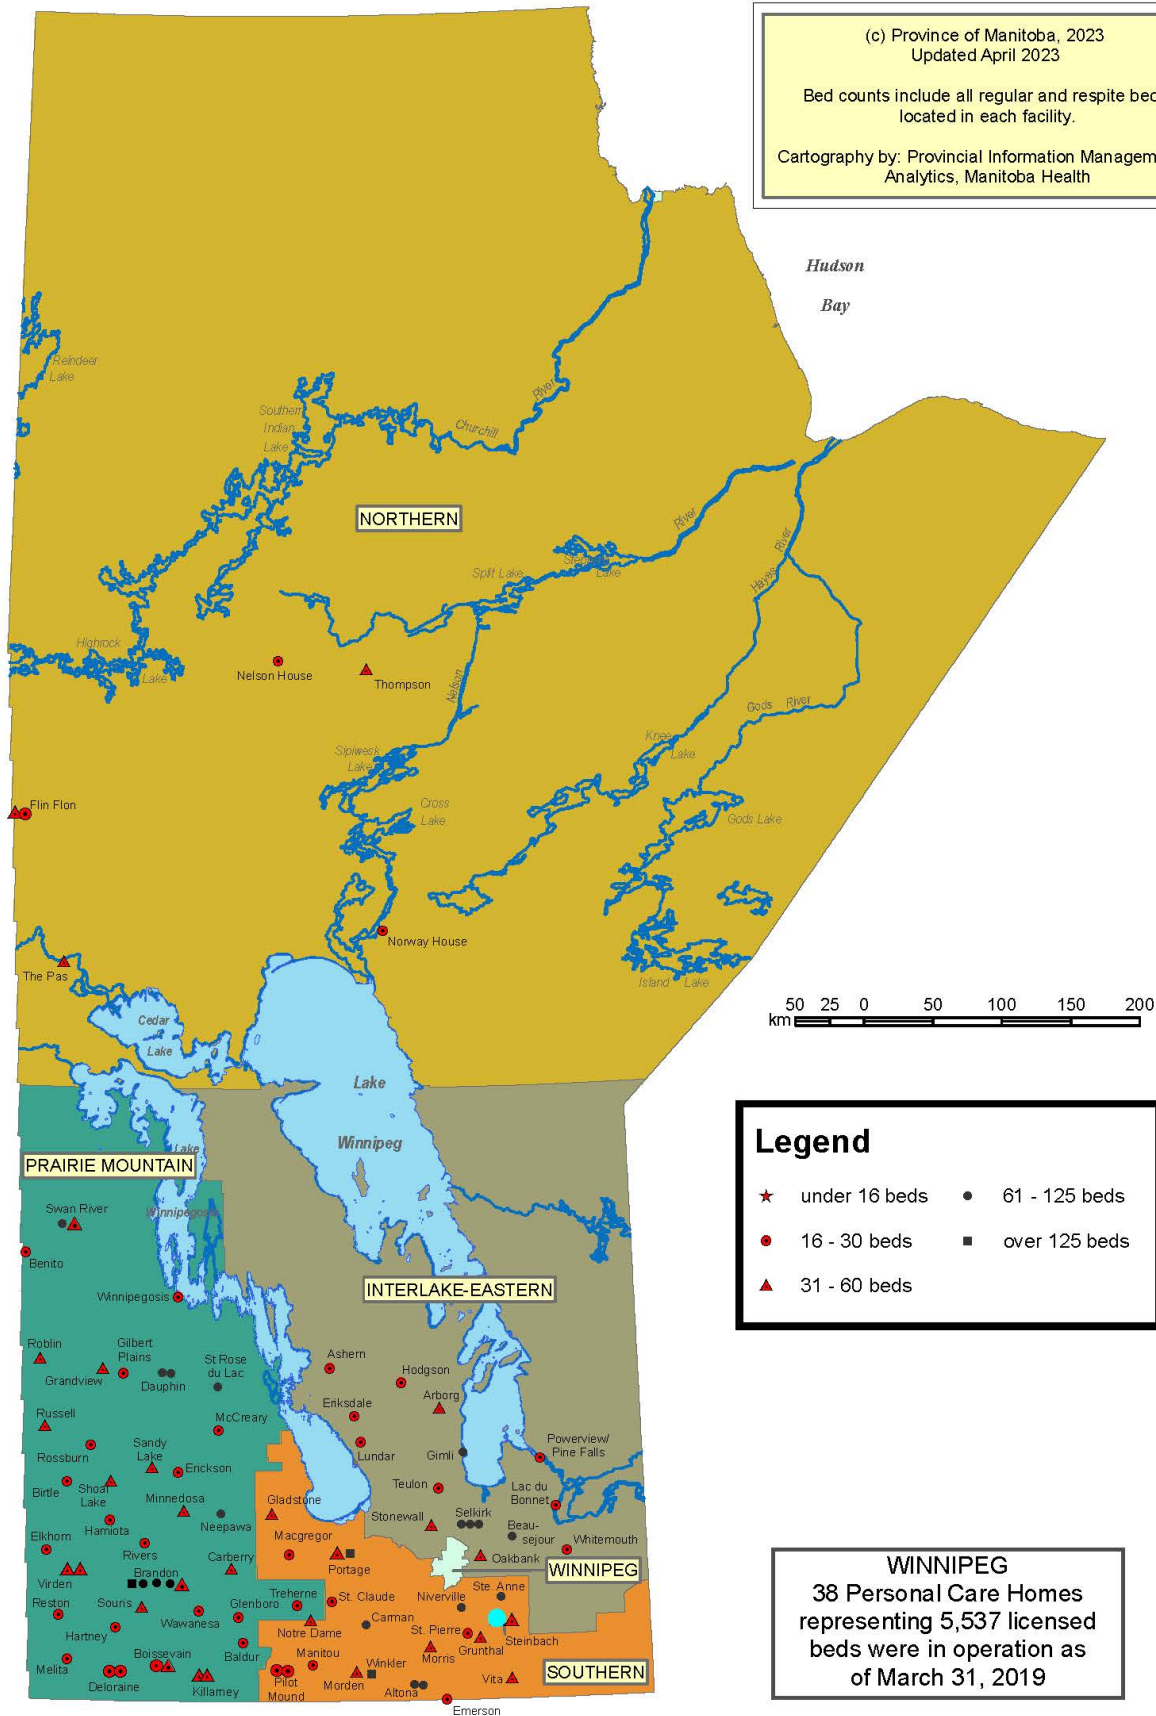 (c) Province of Manitoba, 2023
Updated April 2023
Bed counts include all regular and respite bed
located in each facility.
Cartography by: Provincial Information Managem
Analytics, Manitoba Health
Hudson
Bay
Reindeer
Lake
Southern
Indian
Lake
Churchill
River
NORTHERN
River
Split Lake
Stephens
Lake
Hayes
River
Highrock
Lake
Nelson House
Thompson
Nelson
Gods River
Knee
Lake
Sipiwesk
Lake
Cross
Lake
Gods Lake
Flin Flon
Norway House
The Pas
Island Lake
50 25 0 50 100 150 200
km
Cedar
Lake
Lake
Winnipeg
Lake
Winnipegosis
PRAIRIE MOUNTAIN
Legend
under 16 beds
61 - 125 beds
16 - 30 beds
over 125 beds
31 - 60 beds
Swan River
Benito
Winnipegosis
INTERLAKE-EASTERN
Roblin
Gilbert
Plains
Grandview
Dauphin
St Rose
du Lac
Ashern
Hodgson
Arborg
Eriksdale
Russell
McCreary
Rossburn
Sandy
Lake
Erickson
Lundar
Gimli
Powerview/
Pine Falls
Birtle
Shoal
Lake
Minnedosa
Gladstone
Teulon
Lac du
Bonnet
Hamiota
Neepawa
Stonewall
Selkirk
Beau-
sejour
Whitemouth
Elkhorn
Rivers
Macgregor
Portage
Oakbank
WINNIPEG
Virden
Brandon
Carberry
Reston
Souris
Wawanesa
Glenboro
Treherne
St. Claude
Niverville
Ste. Anne
Hartney
Notre Dame
Carman
St. Pierre
Steinbach
Grunthal
Morris
Melita
Boissevain
Baldur
Manitou
Winkler
SOUTHERN
Deloraine
Killarney
Pilot
Mound
Morden
Altona
Vita
Emerson
WINNIPEG
38 Personal Care Homes
representing 5,537 licensed
beds were in operation as
of March 31, 2019